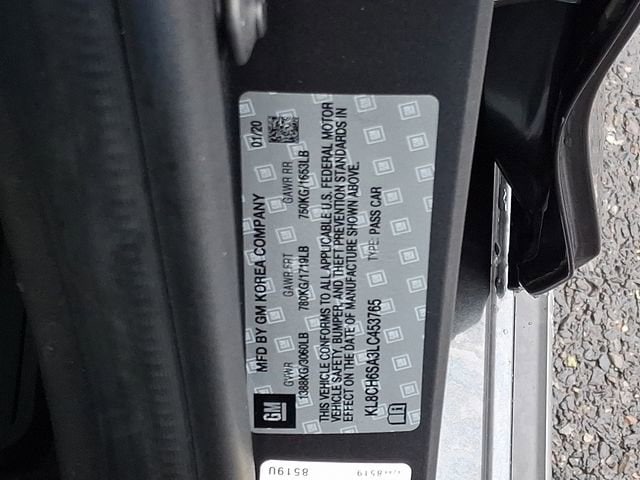 GM
MFD BY GM KOREA COMPANY
01/20
GVWR GAWR FRT GAWR RR
1388KG/3060LB 780KG/1719LB 750KG/1653LB
THIS VEHICLE CONFORMS TO ALL APPLICABLE U.S. FEDERAL MOTOR
VEHICLE SAFETY, BUMPER, AND THEFT PREVENTION STANDARDS IN
EFFECT ON THE DATE OF MANUFACTURE SHOWN ABOVE.
KL8CH6SA3LC453765 TYPE: PASS CAR
8519U